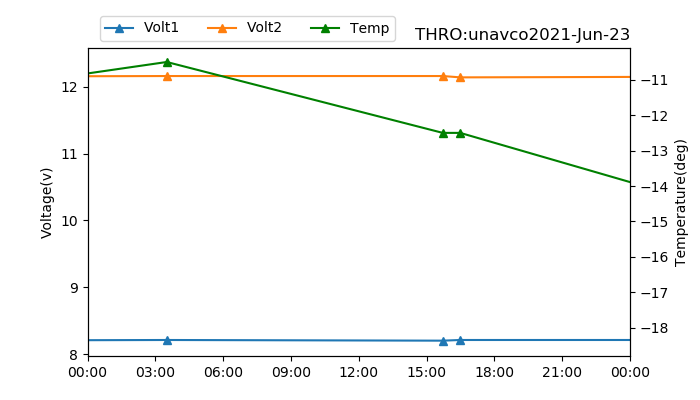 Volt1 Volt2 Temp
THRO:unavco2021-Jun-23
12
11
10
9
8
Voltage(v)
−11
−12
−13
−14
−15
−16
−17
−18
Temperature(deg)
00:00 03:00 06:00 09:00 12:00 15:00 18:00 21:00 00:00